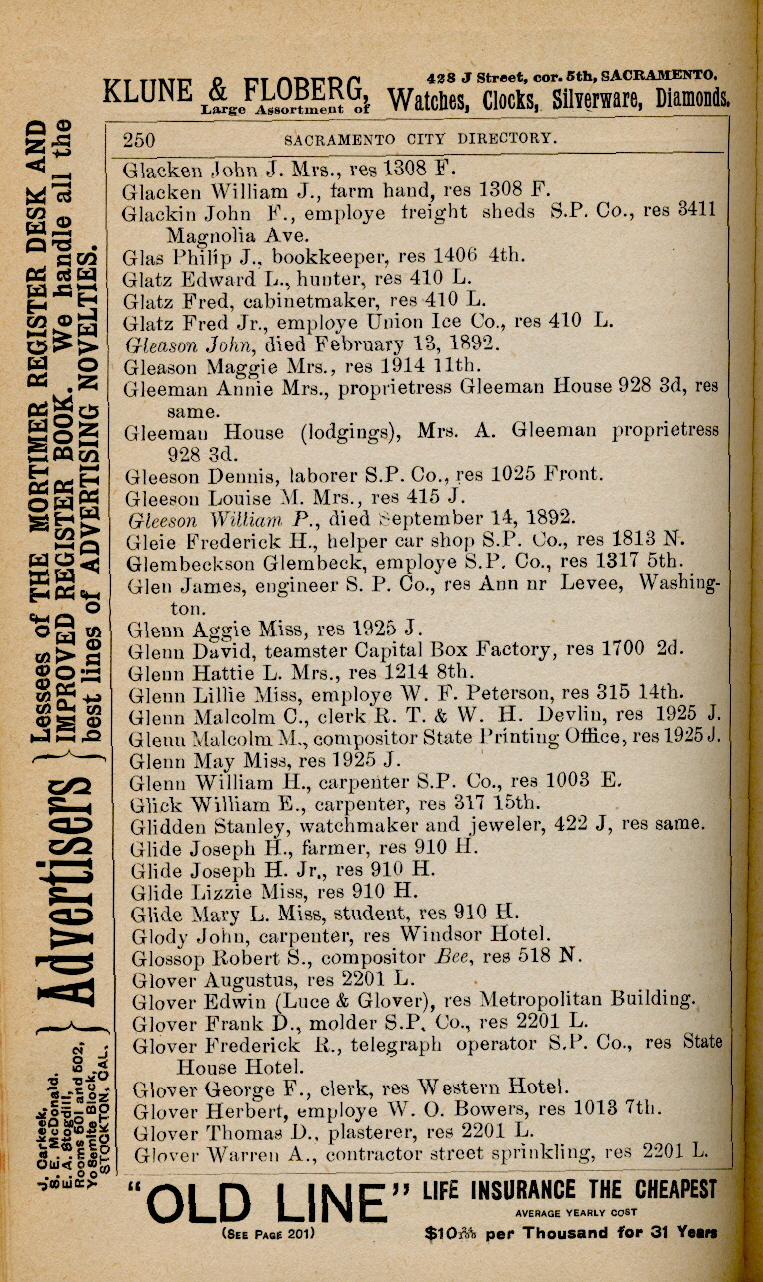 KLUNE & FLOBERG,
Large Assortment of
428 J Street, cor. 5th, SACRAMENTO.
Watches, Clocks, Silverware, Diamonds.
250 SACRAMENTO CITY DIRECTORY.
Glacken John J. Mrs., res 1308 F.
Glacken William J., farm hand, res 1308 F.
Glackin John F., employe freight sheds S.P. Co., res 3411
Magnolia Ave.
Glas Philip J., bookkeeper, res 1406 4th.
Glatz Edward L., hunter, res 410 L.
Glatz Fred, cabinetmaker, res 410 L.
Glatz Fred Jr., employe Union Ice Co., res 410 L.
Gleason John, died February 13, 1892.
Gleason Maggie Mrs., res 1914 11th.
Gleeman Annie Mrs., proprietress Gleeman House 928 3d, res
same.
Gleeman House (lodgings), Mrs. A. Gleeman proprietress
928 3d.
Gleeson Dennis, laborer S.P. Co., res 1025 Front.
Gleeson Louise M. Mrs., res 415 J.
Gleeson William P., died September 14, 1892.
Gleie Frederick H., helper car shop S.P. Co., res 1813 N.
Glembeckson Glembeck, employe S.P. Co., res 1317 5th.
Glen James, engineer S. P. Co., res Ann nr Levee, Washing-
ton.
Glenn Aggie Miss, res 1925 J.
Glenn David, teamster Capital Box Factory, res 1700 2d.
Glenn Hattie L. Mrs., res 1214 8th.
Glenn Lillie Miss, employe W. F. Peterson, res 315 14th.
Glenn Malcolm C., clerk R. T. & W. H. Devlin, res 1925 J.
Glenn Malcolm M., compositor State Printing Office, res 1925 J.
Glenn May Miss, res 1925 J.
Glenn William H., carpenter S.P. Co., res 1003 E.
Glick William E., carpenter, res 317 15th.
Glidden Stanley, watchmaker and jeweler, 422 J, res same.
Glide Joseph H., farmer, res 910 H.
Glide Joseph H. Jr., res 910 H.
Glide Lizzie Miss, res 910 H.
Glide Mary L. Miss, student, res 910 H.
Glody John, carpenter, res Windsor Hotel.
Glossop Robert S., compositor Bee, res 518 N.
Glover Augustus, res 2201 L.
Glover Edwin (Luce & Glover), res Metropolitan Building.
Glover Frank D., molder S.P. Co., res 2201 L.
Glover Frederick R., telegraph operator S.P. Co., res State
House Hotel.
Glover George F., clerk, res Western Hotel.
Glover Herbert, employe W. O. Bowers, res 1013 7th.
Glover Thomas D., plasterer, res 2201 L.
Glover Warren A., contractor street sprinkling, res 2201 L.
J. Carkeek,
S. E. McDonald.
E. A. Stogdill,
Rooms 501 and 502,
Yo Semite Block,
STOCKTON, CAL.
Advertisers
Lessees of THE MORTIMER REGISTER DESK AND
IMPROVED REGISTER BOOK. We handle all the
best lines of ADVERTISING NOVELTIES.
"OLD LINE"
(SEE PAGE 201)
LIFE INSURANCE THE CHEAPEST
AVERAGE YEARLY COST
per Thousand for 31 Years